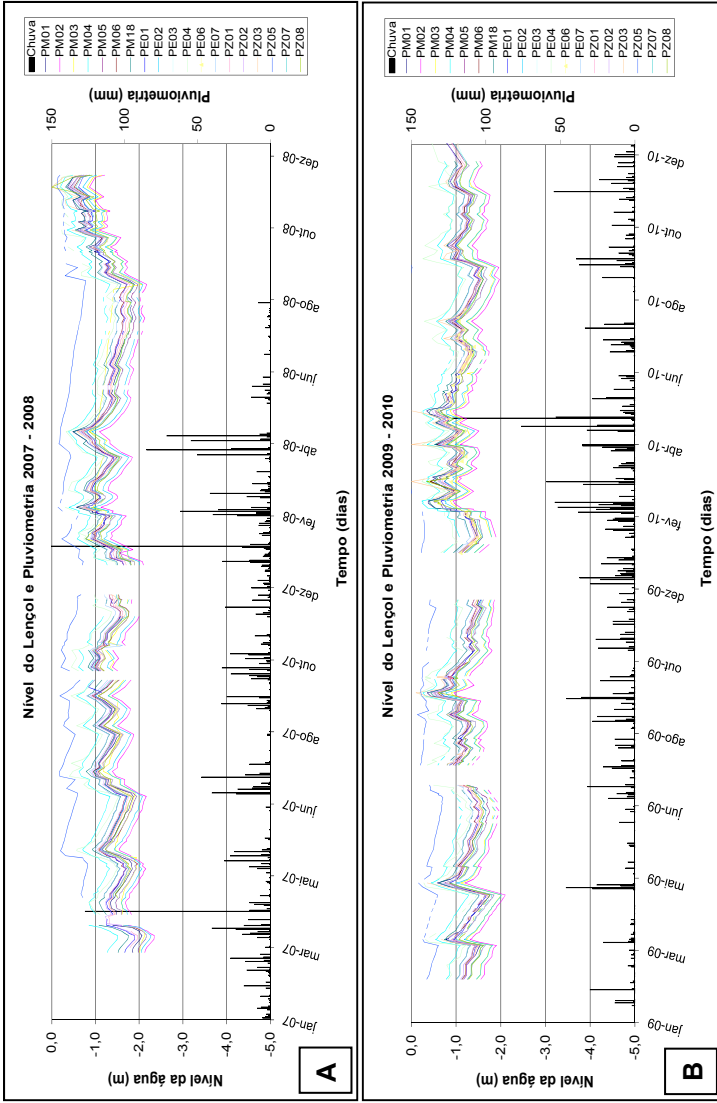 Nível do Lençol e Pluviometria 2007 - 2008
Nível da água (m)
0,0
-1,0
-2,0
-3,0
-4,0
-5,0
jan-07
mar-07
mai-07
jun-07
ago-07
out-07
dez-07
fev-08
abr-08
jun-08
ago-08
out-08
dez-08
Tempo (dias)
150
100
50
0
Pluviometria (mm)
Chuva
PM01
PM02
PM03
PM04
PM05
PM06
PM18
PE01
PE02
PE03
PE04
PE06
PE07
PZ01
PZ02
PZ03
PZ05
PZ07
PZ08
A
Nível do Lençol e Pluviometria 2009 - 2010
Nível da água (m)
0,0
-1,0
-2,0
-3,0
-4,0
-5,0
jan-09
mar-09
mai-09
jun-09
ago-09
out-09
dez-09
fev-10
abr-10
jun-10
ago-10
out-10
dez-10
Tempo (dias)
150
100
50
0
Pluviometria (mm)
Chuva
PM01
PM02
PM03
PM04
PM05
PM06
PM18
PE01
PE02
PE03
PE04
PE06
PE07
PZ01
PZ02
PZ03
PZ05
PZ07
PZ08
B